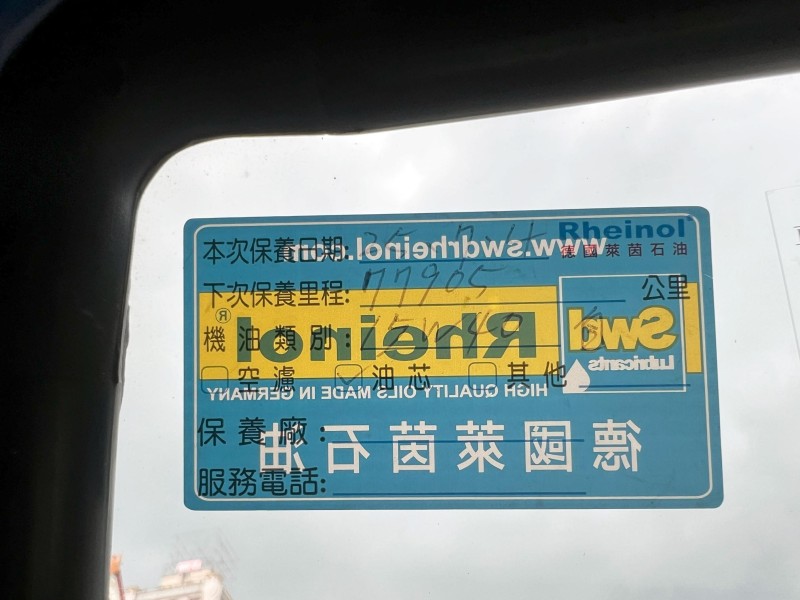 Rheinol
德國萊茵石油
本次保養日期:
www.swdrheinol.com
下次保養里程: 77905 公里
機油類別: 15W40
Rheinol®
Swd
Lubricants
空濾 油芯 其他
HIGH QUALITY OILS MADE IN GERMANY
保養廠:
德國萊茵石油
服務電話: